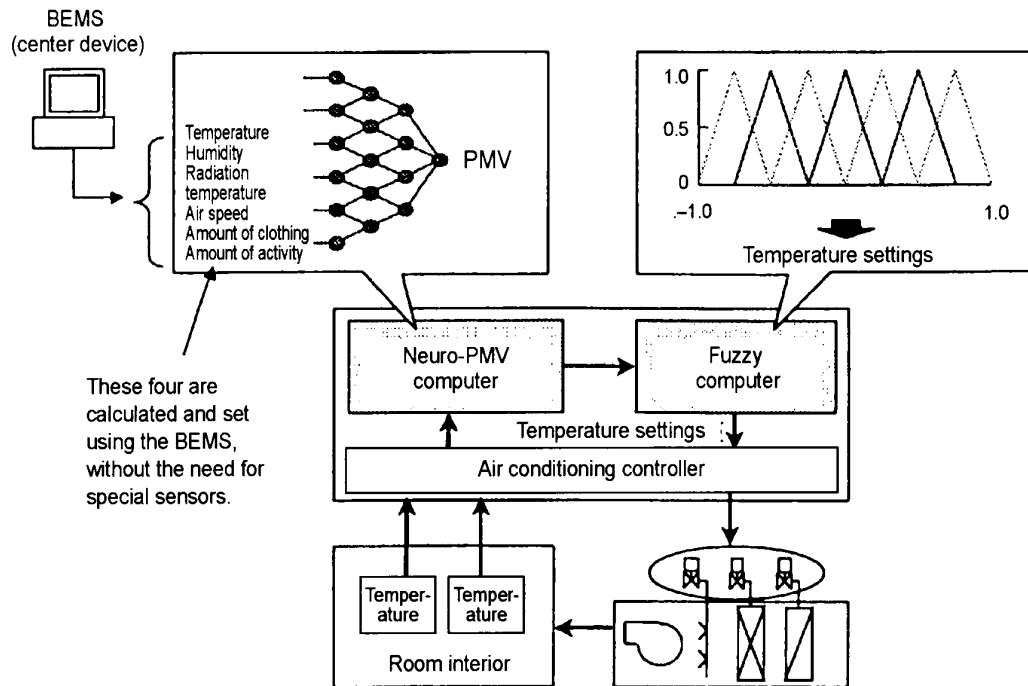 BEMS
(center device)
Temperature
Humidity
Radiation
temperature
Air speed
Amount of clothing
Amount of activity
PMV
1.0
0.5
0
.–1.0
1.0
Temperature settings
These four are
calculated and set
using the BEMS,
without the need for
special sensors.
Neuro-PMV
computer
Fuzzy
computer
Temperature settings
Air conditioning controller
Temper-
ature
Temper-
ature
Room interior